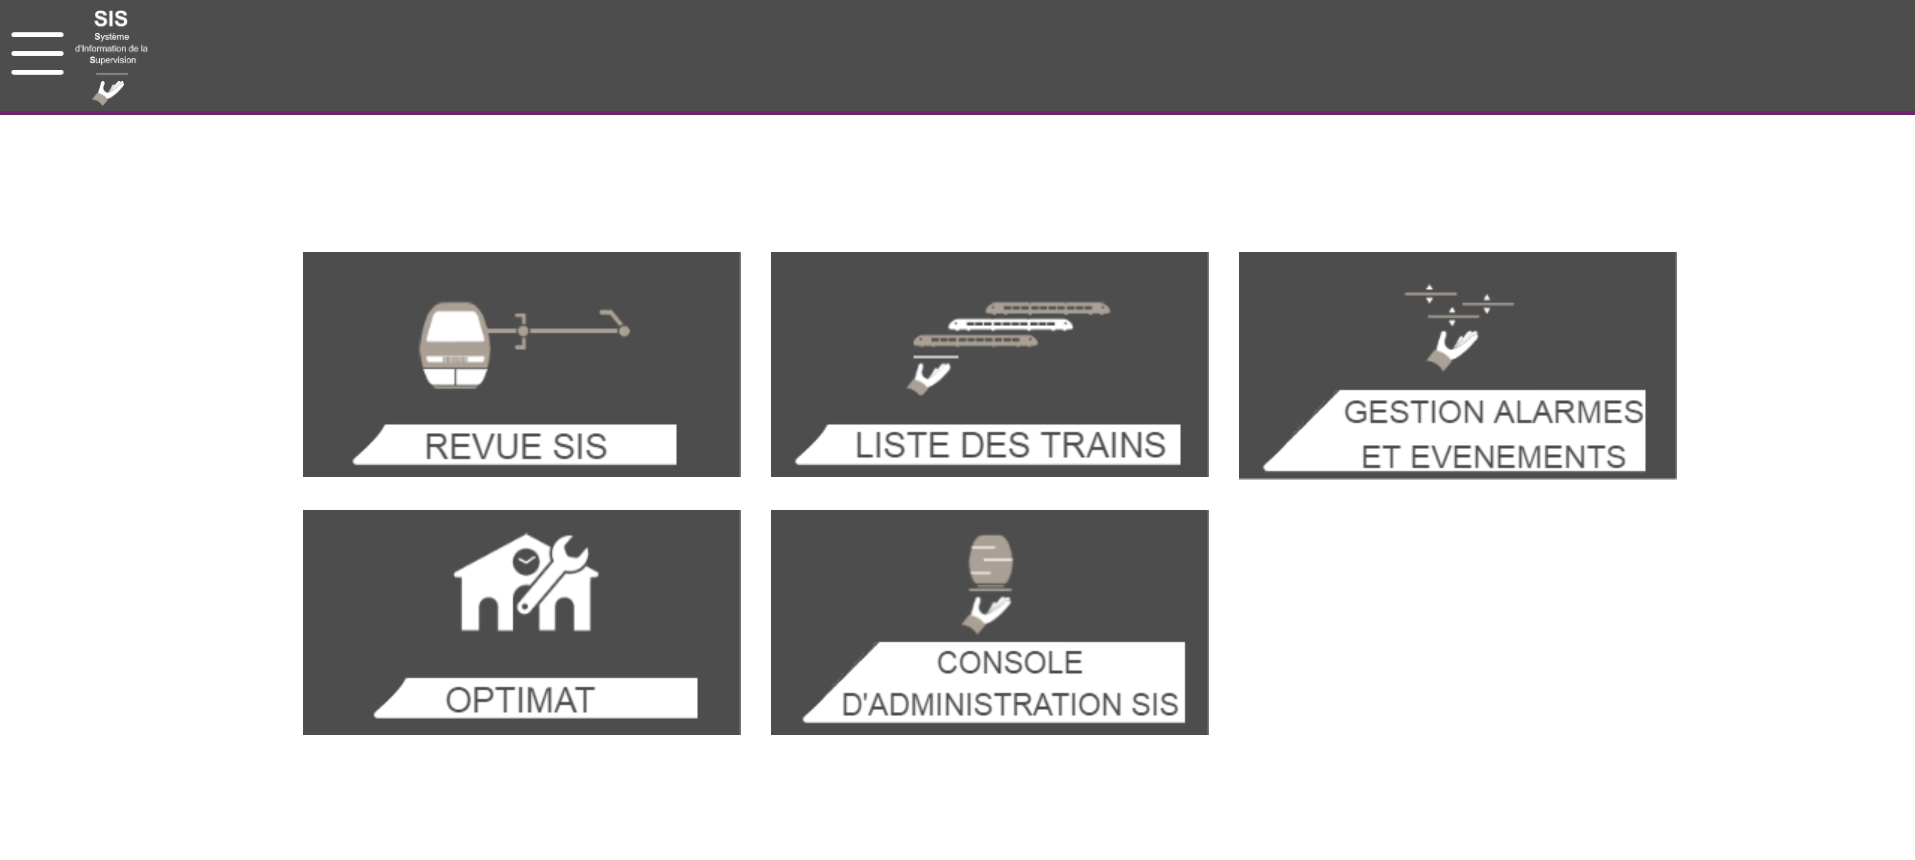 SIS
Système
d'Information de la
Supervision
REVUE SIS
LISTE DES TRAINS
GESTION ALARMES
ET EVENEMENTS
OPTIMAT
CONSOLE
D'ADMINISTRATION SIS